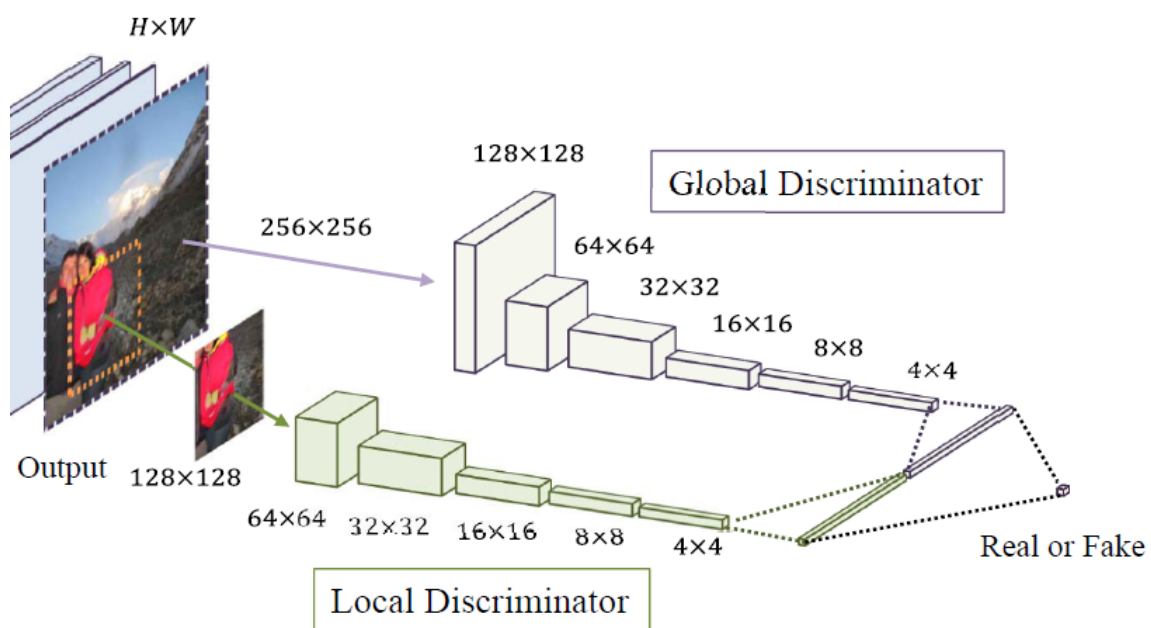 H×W
128×128
Global Discriminator
256×256
64×64
32×32
16×16
8×8
4×4
Output
128×128
64×64
32×32
16×16
8×8
4×4
Real or Fake
Local Discriminator